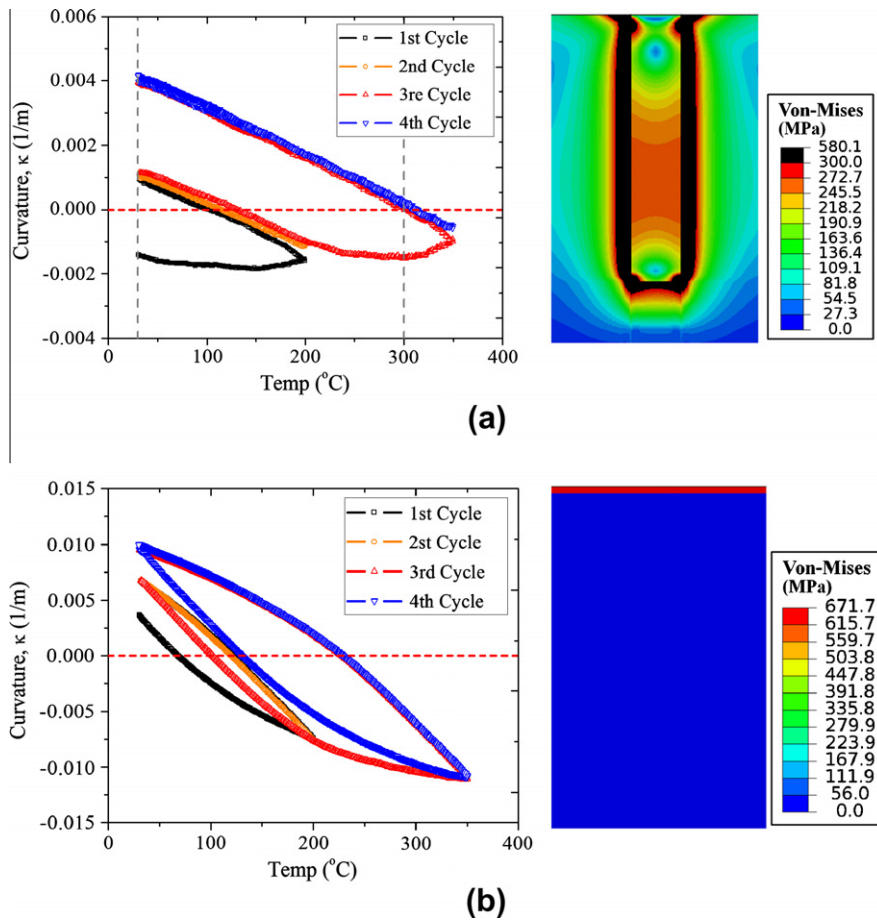 (a)
0.006
0.004
0.002
0.000
-0.002
-0.004
Curvature, κ (1/m)
1st Cycle
2nd Cycle
3re Cycle
4th Cycle
0
100
200
300
400
Temp (°C)
Von-Mises
(MPa)
580.1
300.0
272.7
245.5
218.2
190.9
163.6
136.4
109.1
81.8
54.5
27.3
0.0
(a)
0.015
0.010
0.005
0.000
-0.005
-0.010
-0.015
Curvature, κ (1/m)
1st Cycle
2st Cycle
3rd Cycle
4th Cycle
0
100
200
300
400
Temp (°C)
Von-Mises
(MPa)
671.7
615.7
559.7
503.8
447.8
391.8
335.8
279.9
223.9
167.9
111.9
56.0
0.0
(b)